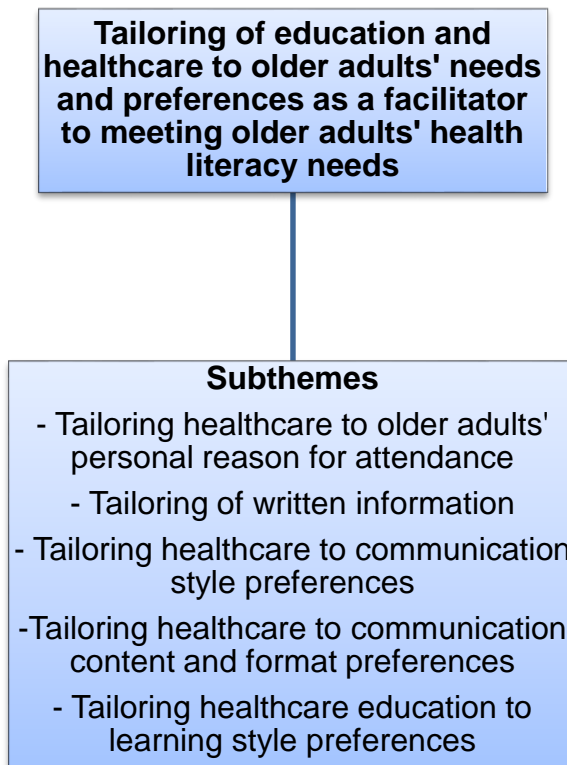 Tailoring of education and
healthcare to older adults' needs
and preferences as a facilitator
to meeting older adults' health
literacy needs
Subthemes
- Tailoring healthcare to older adults'
personal reason for attendance
- Tailoring of written information
- Tailoring healthcare to communication
style preferences
-Tailoring healthcare to communication
content and format preferences
- Tailoring healthcare education to
learning style preferences